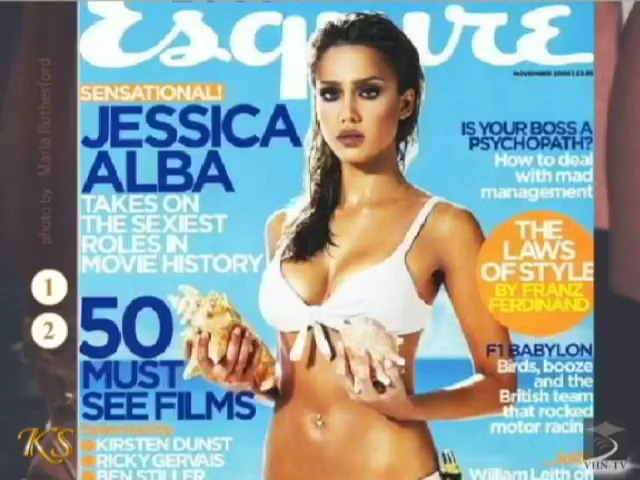 Esquire
NOVEMBER 2005 | £3.80
SENSATIONAL!
JESSICA
ALBA
TAKES ON
THE SEXIEST
ROLES IN
MOVIE HISTORY
50
MUST
SEE FILMS
KIRSTEN DUNST
RICKY GERVAIS
BEN STILLER
IS YOUR BOSS A
PSYCHOPATH?
How to deal
with mad
management
THE
LAWS
OF STYLE
BY FRANZ
FERDINAND
F1 BABYLON
Birds, booze
and the
British team
that rocked
motor racing
William Leith on
photo by Maria Rutherford
1
2
KS
VHN-TV